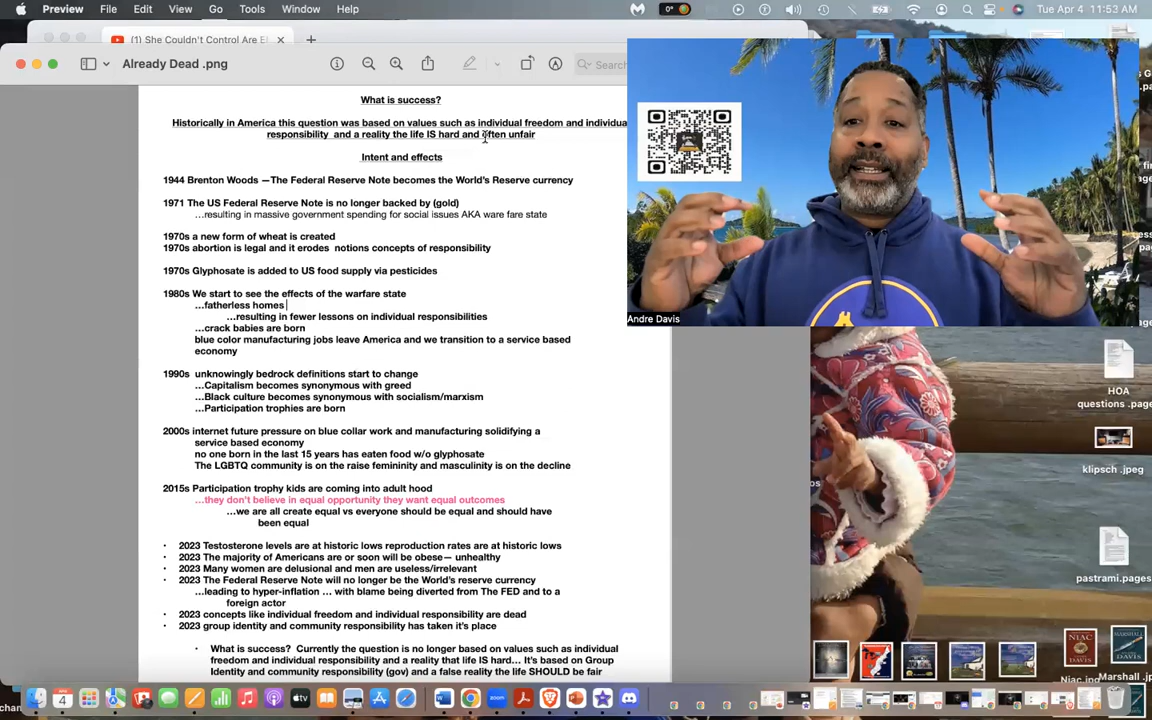 Preview File Edit View Go Tools Window Help
0° Tue Apr 4 11:53 AM
(1) She Couldn't Control Are E
Already Dead .png
Search
What is success?
Historically in America this question was based on values such as individual freedom and individua
responsibility and a reality the life IS hard and often unfair
Intent and effects
1944 Brenton Woods —The Federal Reserve Note becomes the World's Reserve currency
1971 The US Federal Reserve Note is no longer backed by (gold)
...resulting in massive government spending for social issues AKA ware fare state
1970s a new form of wheat is created
1970s abortion is legal and it erodes notions concepts of responsibility
1970s Glyphosate is added to US food supply via pesticides
1980s We start to see the effects of the warfare state
...fatherless homes
...resulting in fewer lessons on individual responsibilities
...crack babies are born
blue color manufacturing jobs leave America and we transition to a service based
economy
1990s unknowingly bedrock definitions start to change
...Capitalism becomes synonymous with greed
...Black culture becomes synonymous with socialism/marxism
...Participation trophies are born
2000s internet future pressure on blue collar work and manufacturing solidifying a
service based economy
no one born in the last 15 years has eaten food w/o glyphosate
The LGBTQ community is on the raise femininity and masculinity is on the decline
2015s Participation trophy kids are coming into adult hood
...they don't believe in equal opportunity they want equal outcomes
...we are all create equal vs everyone should be equal and should have
been equal
· 2023 Testosterone levels are at historic lows reproduction rates are at historic lows
· 2023 The majority of Americans are or soon will be obese— unhealthy
· 2023 Many women are delusional and men are useless/irrelevant
· 2023 The Federal Reserve Note will no longer be the World's reserve currency
...leading to hyper-inflation ... with blame being diverted from The FED and to a
foreign actor
· 2023 concepts like individual freedom and individual responsibility are dead
· 2023 group identity and community responsibility has taken it's place
· What is success? Currently the question is no longer based on values such as individual
freedom and individual responsibility and a reality that life IS hard... It's based on Group
Identity and community responsibility (gov) and a false reality the life SHOULD be fair
Andre Davis
HOA
questions .page
klipsch .jpeg
pastrami.pages
NIAC
MARSHALL
DAVIS
Niac.png
Marshall .j